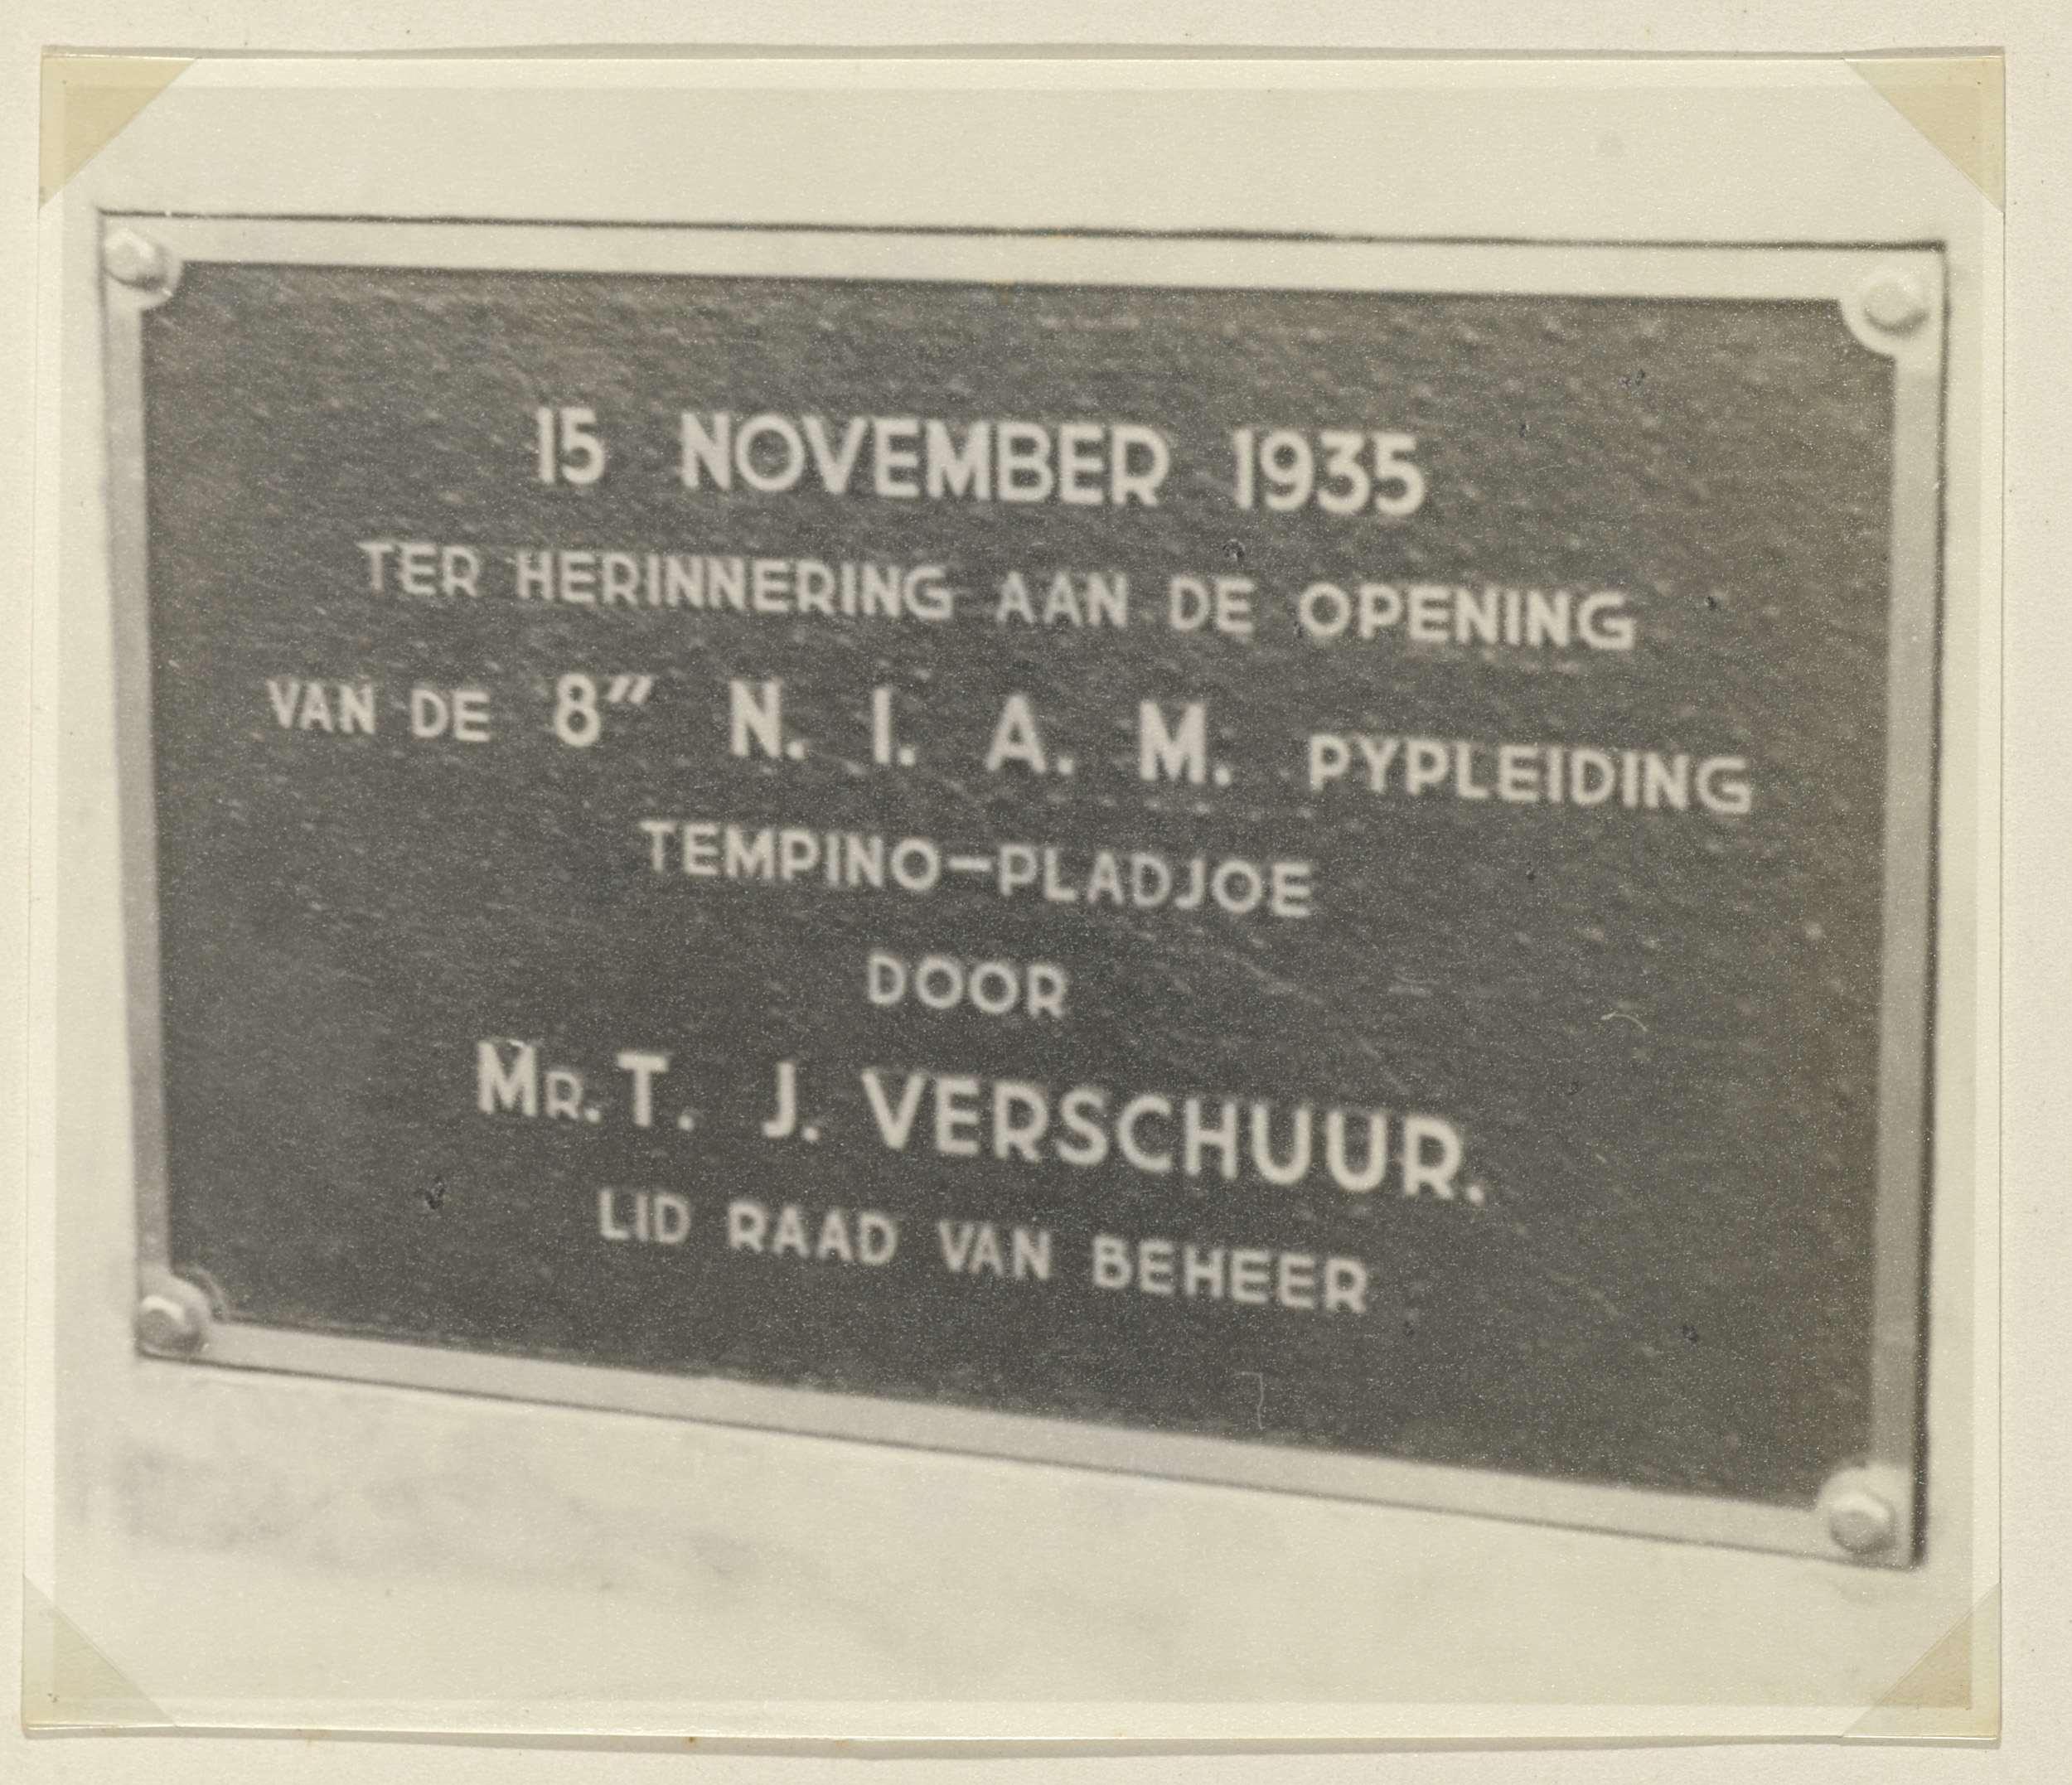 15 NOVEMBER 1935
TER HERINNERING AAN DE OPENING
VAN DE 8" N. I. A. M. PYPLEIDING
TEMPINO-PLADJOE
DOOR
MR. T. J. VERSCHUUR.
LID RAAD VAN BEHEER